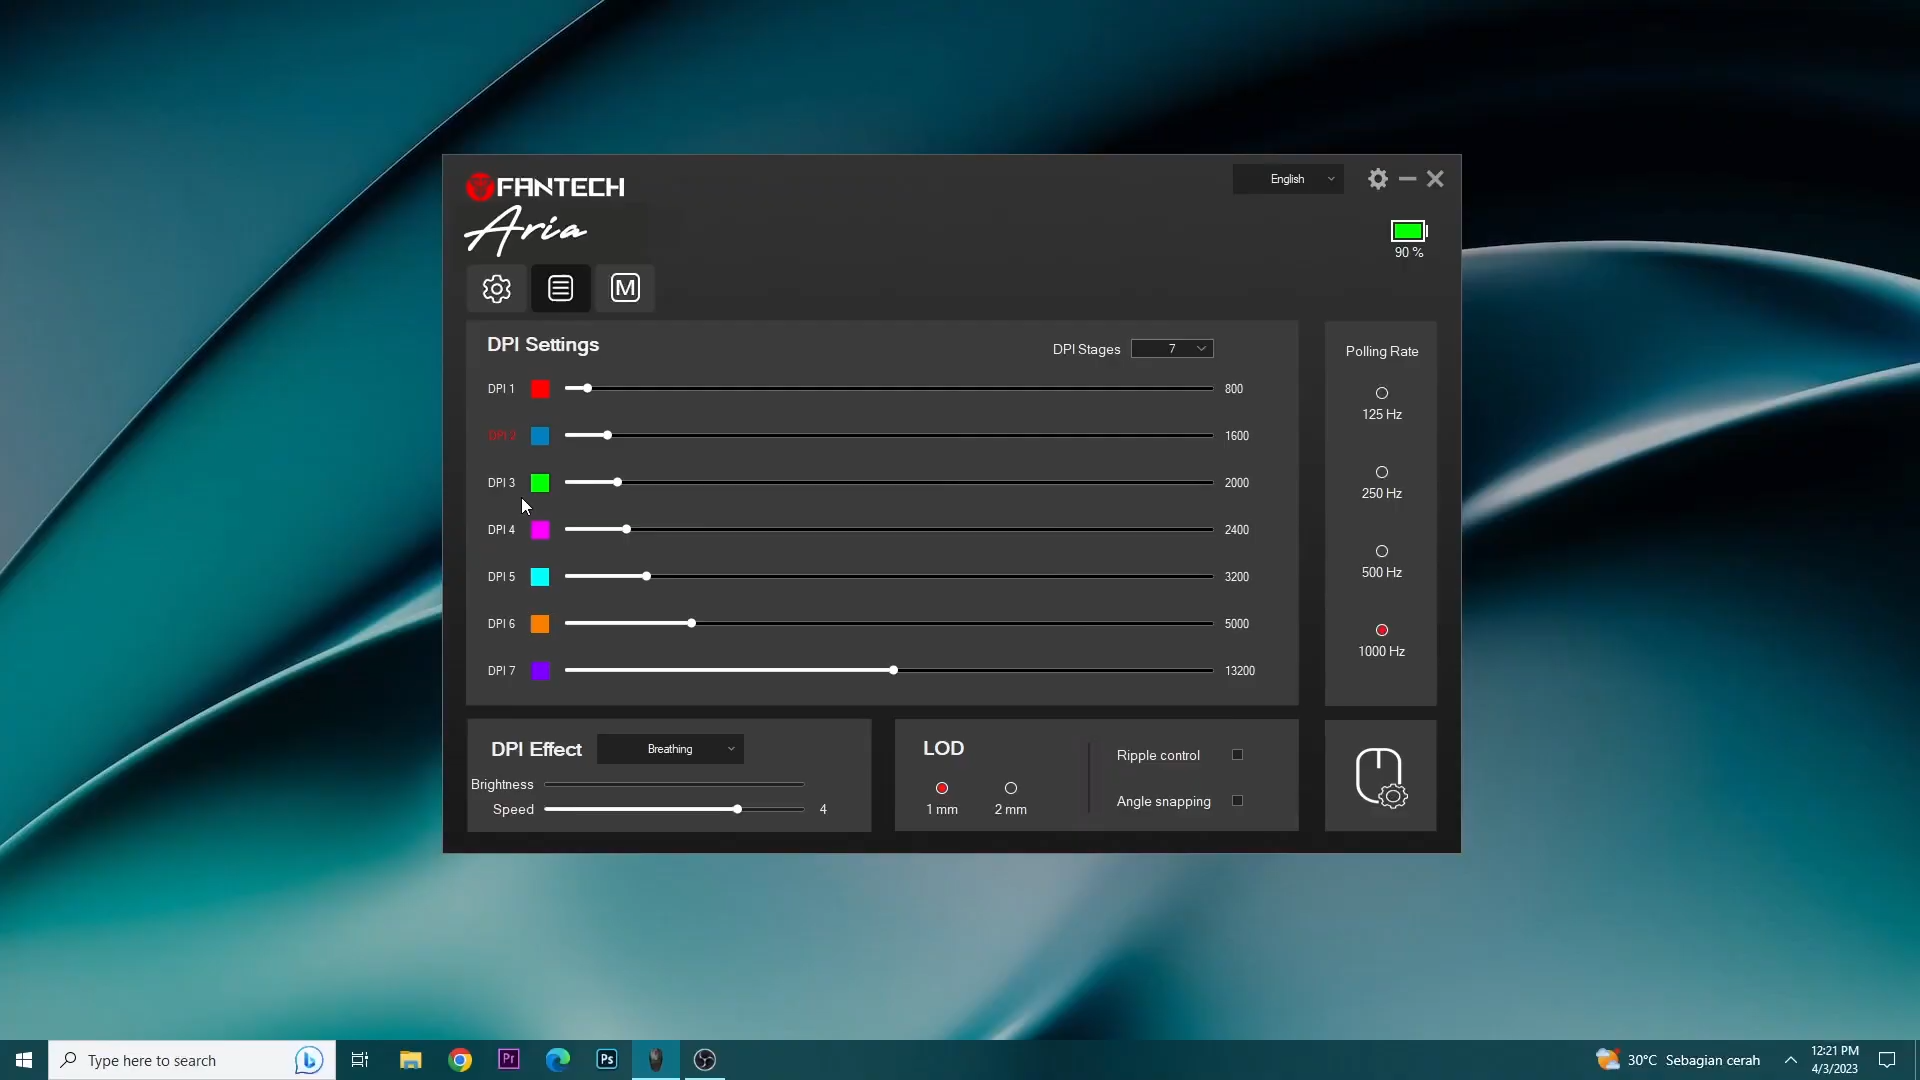 FANTECH
Aria
English
90 %
M
DPI Settings
DPI Stages 7
DPI 1 800
DPI 2 1600
DPI 3 2000
DPI 4 2400
DPI 5 3200
DPI 6 5000
DPI 7 13200
Polling Rate
125 Hz
250 Hz
500 Hz
1000 Hz
DPI Effect Breathing
Brightness
Speed 4
LOD
1 mm 2 mm
Ripple control
Angle snapping
Type here to search
b
Pr
Ps
30°C Sebagian cerah
12:21 PM
4/3/2023